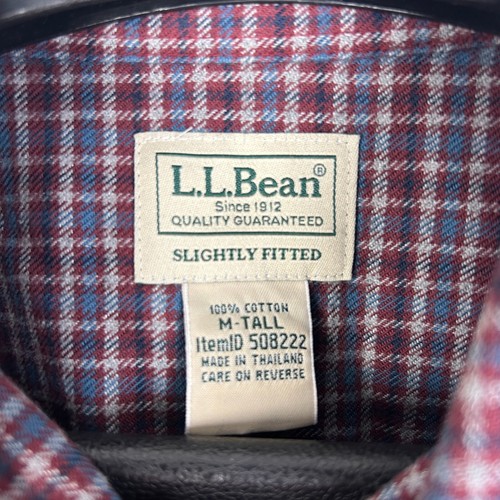 L.L.Bean®
Since 1912
QUALITY GUARANTEED
SLIGHTLY FITTED
100% COTTON
M-TALL
ItemID 508222
MADE IN THAILAND
CARE ON REVERSE